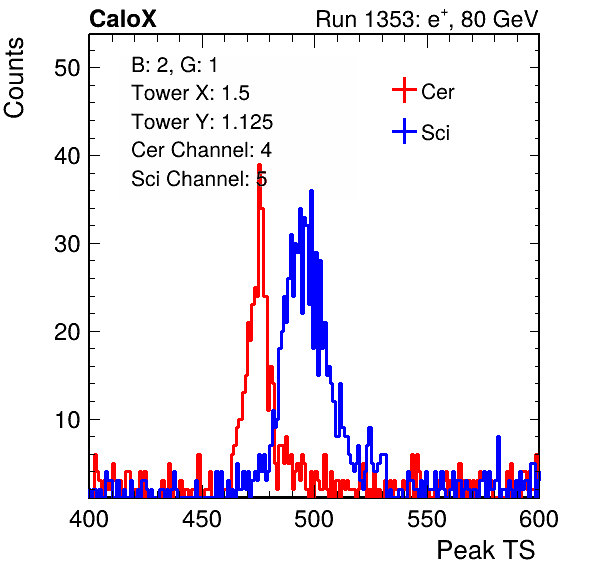 CaloX Run 1353: e⁺, 80 GeV
Counts
B: 2, G: 1
Tower X: 1.5
Tower Y: 1.125
Cer Channel: 4
Sci Channel: 5
Cer
Sci
50
40
30
20
10
400 450 500 550 600
Peak TS